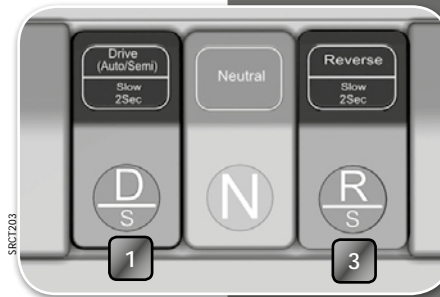 Drive
(Auto/Semi)
Slow
2Sec
Neutral
Reverse
Slow
2Sec
D
S
N
R
S
1
3
SRCT203